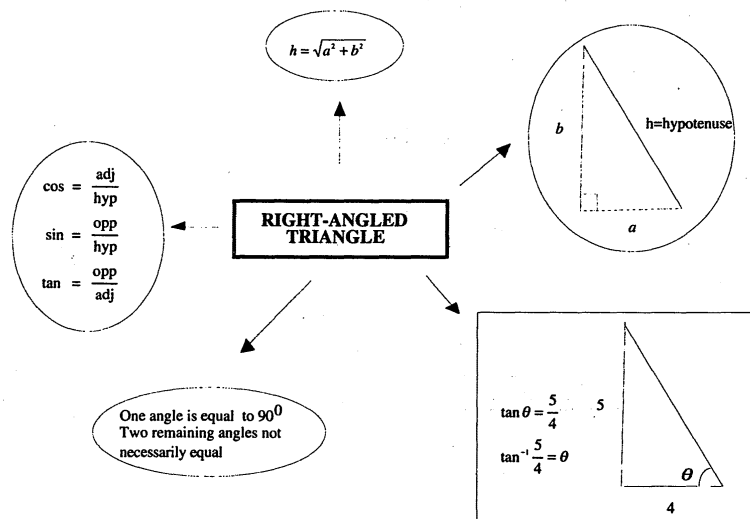 h = √a² + b²
b
h=hypotenuse
a
cos = adj/hyp
sin = opp/hyp
tan = opp/adj
RIGHT-ANGLED
TRIANGLE
One angle is equal to 90⁰
Two remaining angles not
necessarily equal
tan θ = 5/4
tan⁻¹ 5/4 = θ
5
θ
4